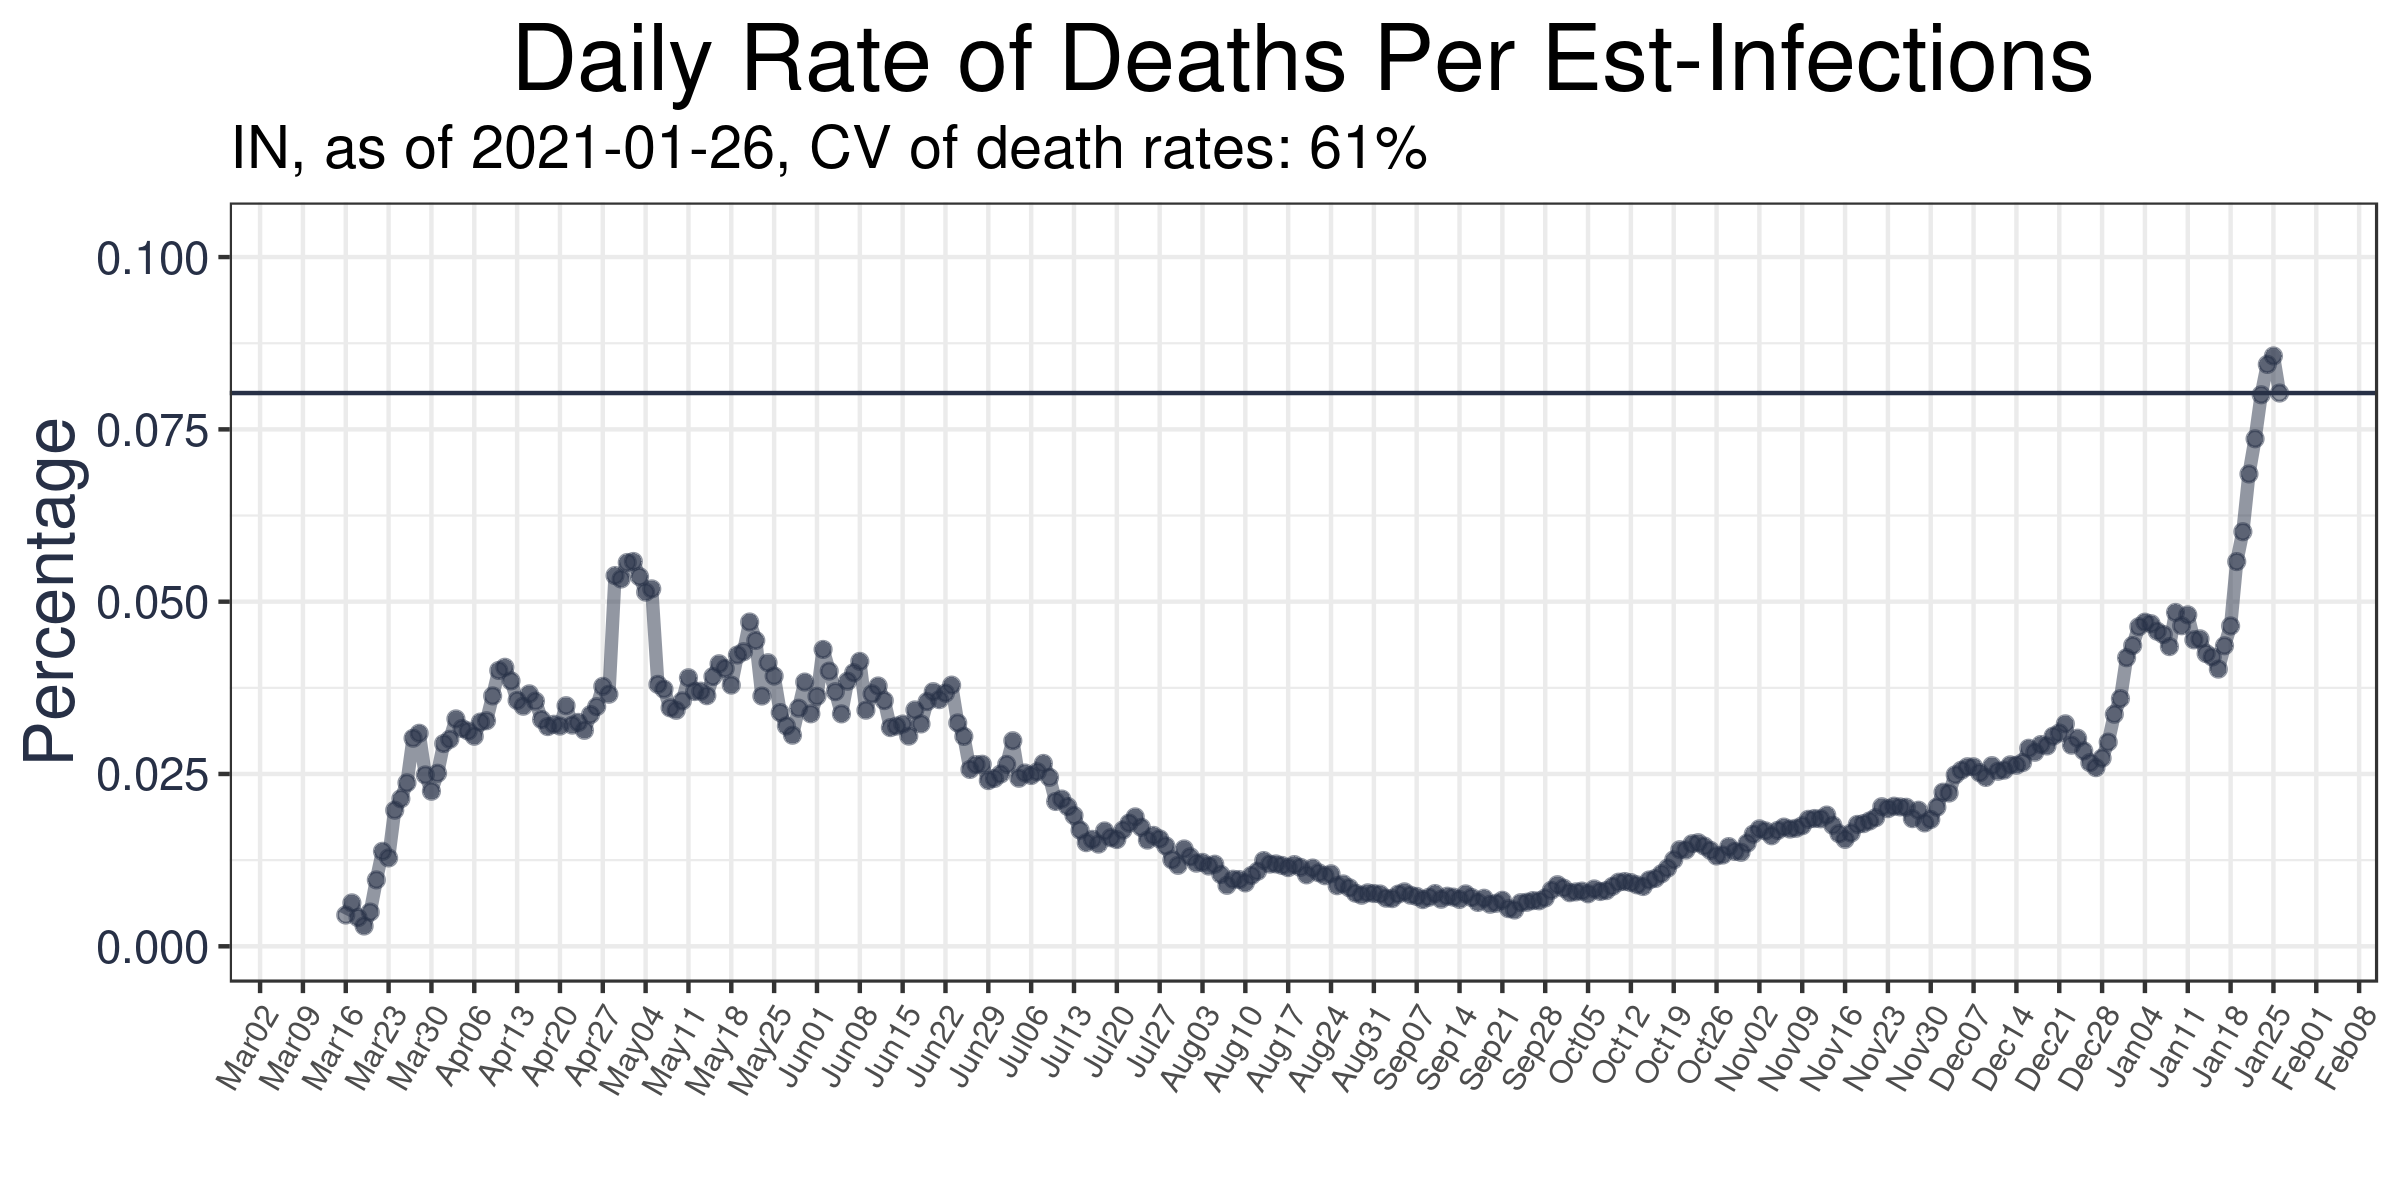 Daily Rate of Deaths Per Est-Infections
IN, as of 2021-01-26, CV of death rates: 61%
Percentage
0.100
0.075
0.050
0.025
0.000
Mar02
Mar09
Mar16
Mar23
Mar30
Apr06
Apr13
Apr20
Apr27
May04
May11
May18
May25
Jun01
Jun08
Jun15
Jun22
Jun29
Jul06
Jul13
Jul20
Jul27
Aug03
Aug10
Aug17
Aug24
Aug31
Sep07
Sep14
Sep21
Sep28
Oct05
Oct12
Oct19
Oct26
Nov02
Nov09
Nov16
Nov23
Nov30
Dec07
Dec14
Dec21
Dec28
Jan04
Jan11
Jan18
Jan25
Feb01
Feb08